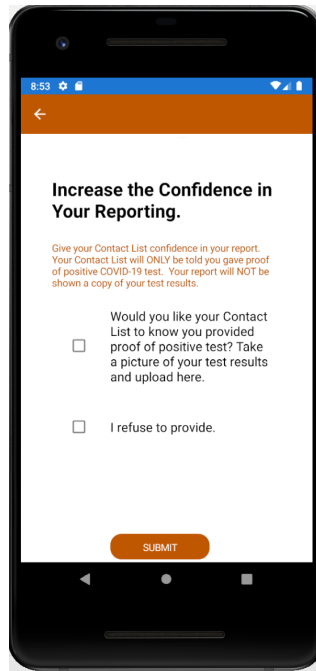 8:53
Increase the Confidence in
Your Reporting.
Give your Contact List confidence in your report.
Your Contact List will ONLY be told you gave proof
of positive COVID-19 test.  Your report will NOT be
shown a copy of your test results.
Would you like your Contact
List to know you provided
proof of positive test? Take
a picture of your test results
and upload here.
I refuse to provide.
SUBMIT